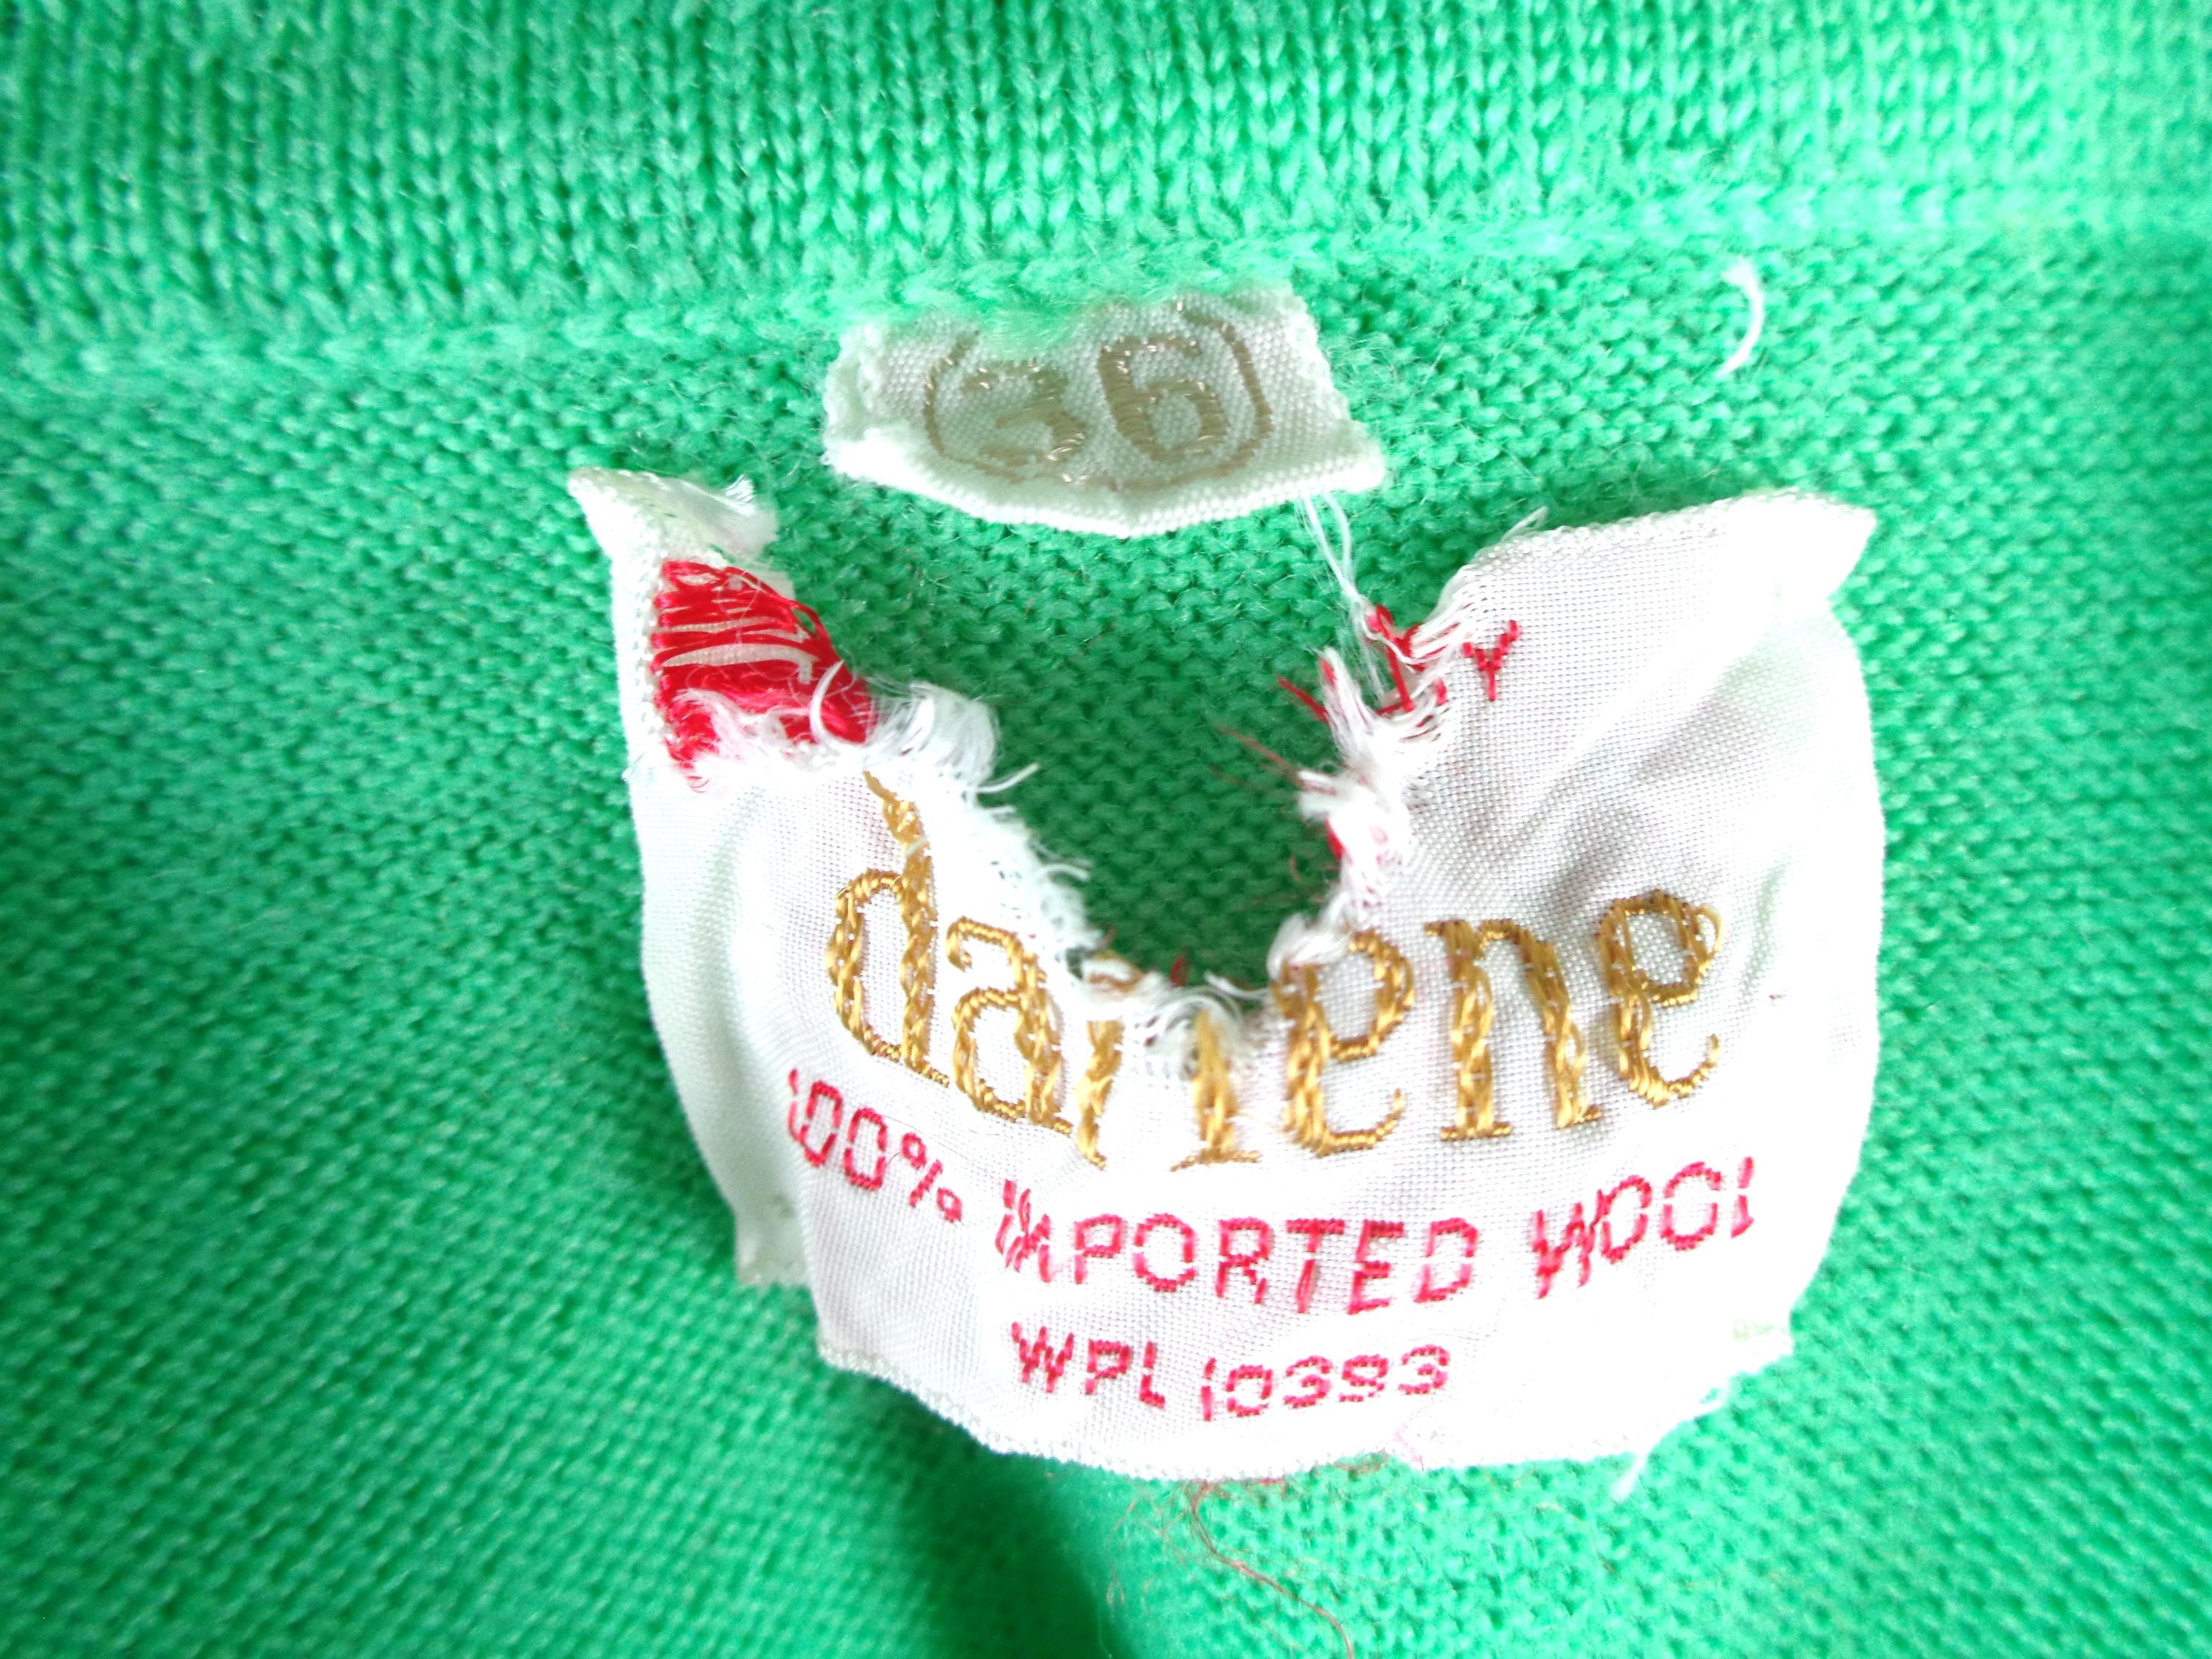 (36)
Y
darlene
100% IMPORTED WOOL
WPL 10393